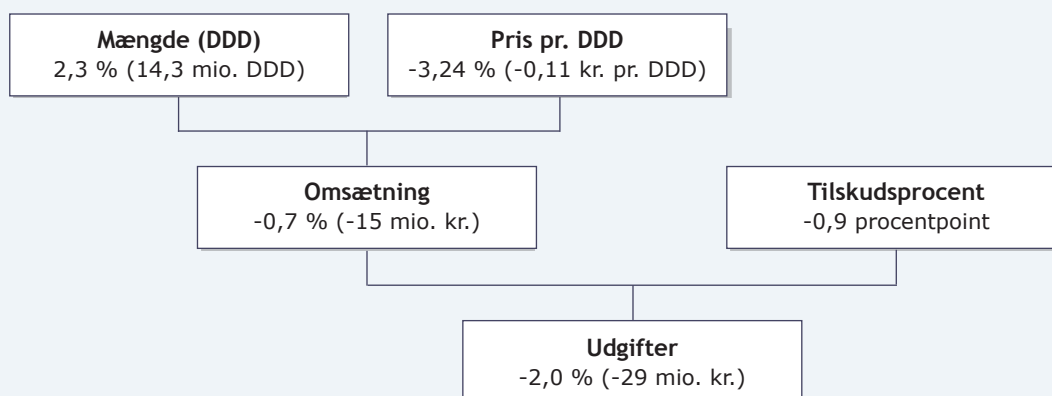 Mængde (DDD)
2,3 % (14,3 mio. DDD)
Pris pr. DDD
-3,24 % (-0,11 kr. pr. DDD)
Omsætning
-0,7 % (-15 mio. kr.)
Tilskudsprocent
-0,9 procentpoint
Udgifter
-2,0 % (-29 mio. kr.)